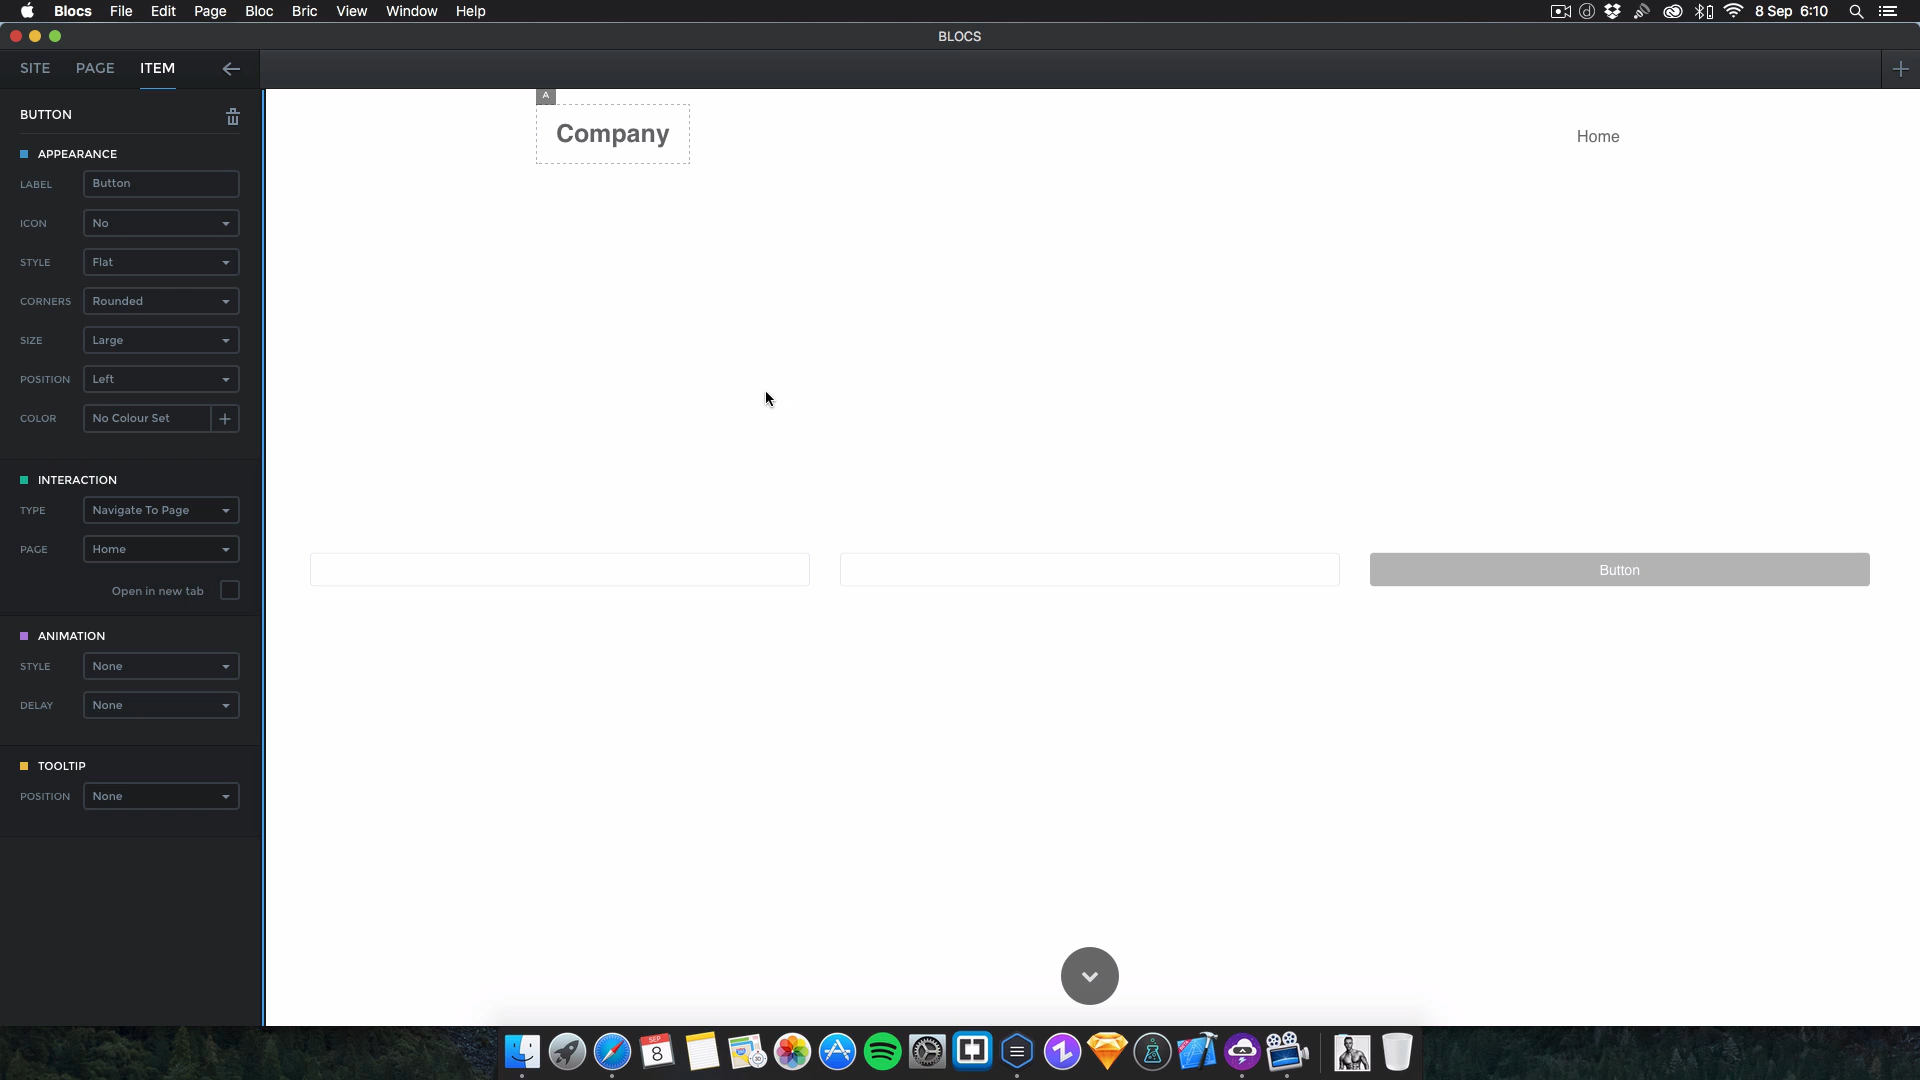 Blocs File Edit Page Bloc Bric View Window Help 8 Sep 6:10
BLOCS
SITE PAGE ITEM
BUTTON
APPEARANCE
LABEL Button
ICON No
STYLE Flat
CORNERS Rounded
SIZE Large
POSITION Left
COLOR No Colour Set
INTERACTION
TYPE Navigate To Page
PAGE Home
Open in new tab
ANIMATION
STYLE None
DELAY None
TOOLTIP
POSITION None
A
Company
Home
Button
SEP
8